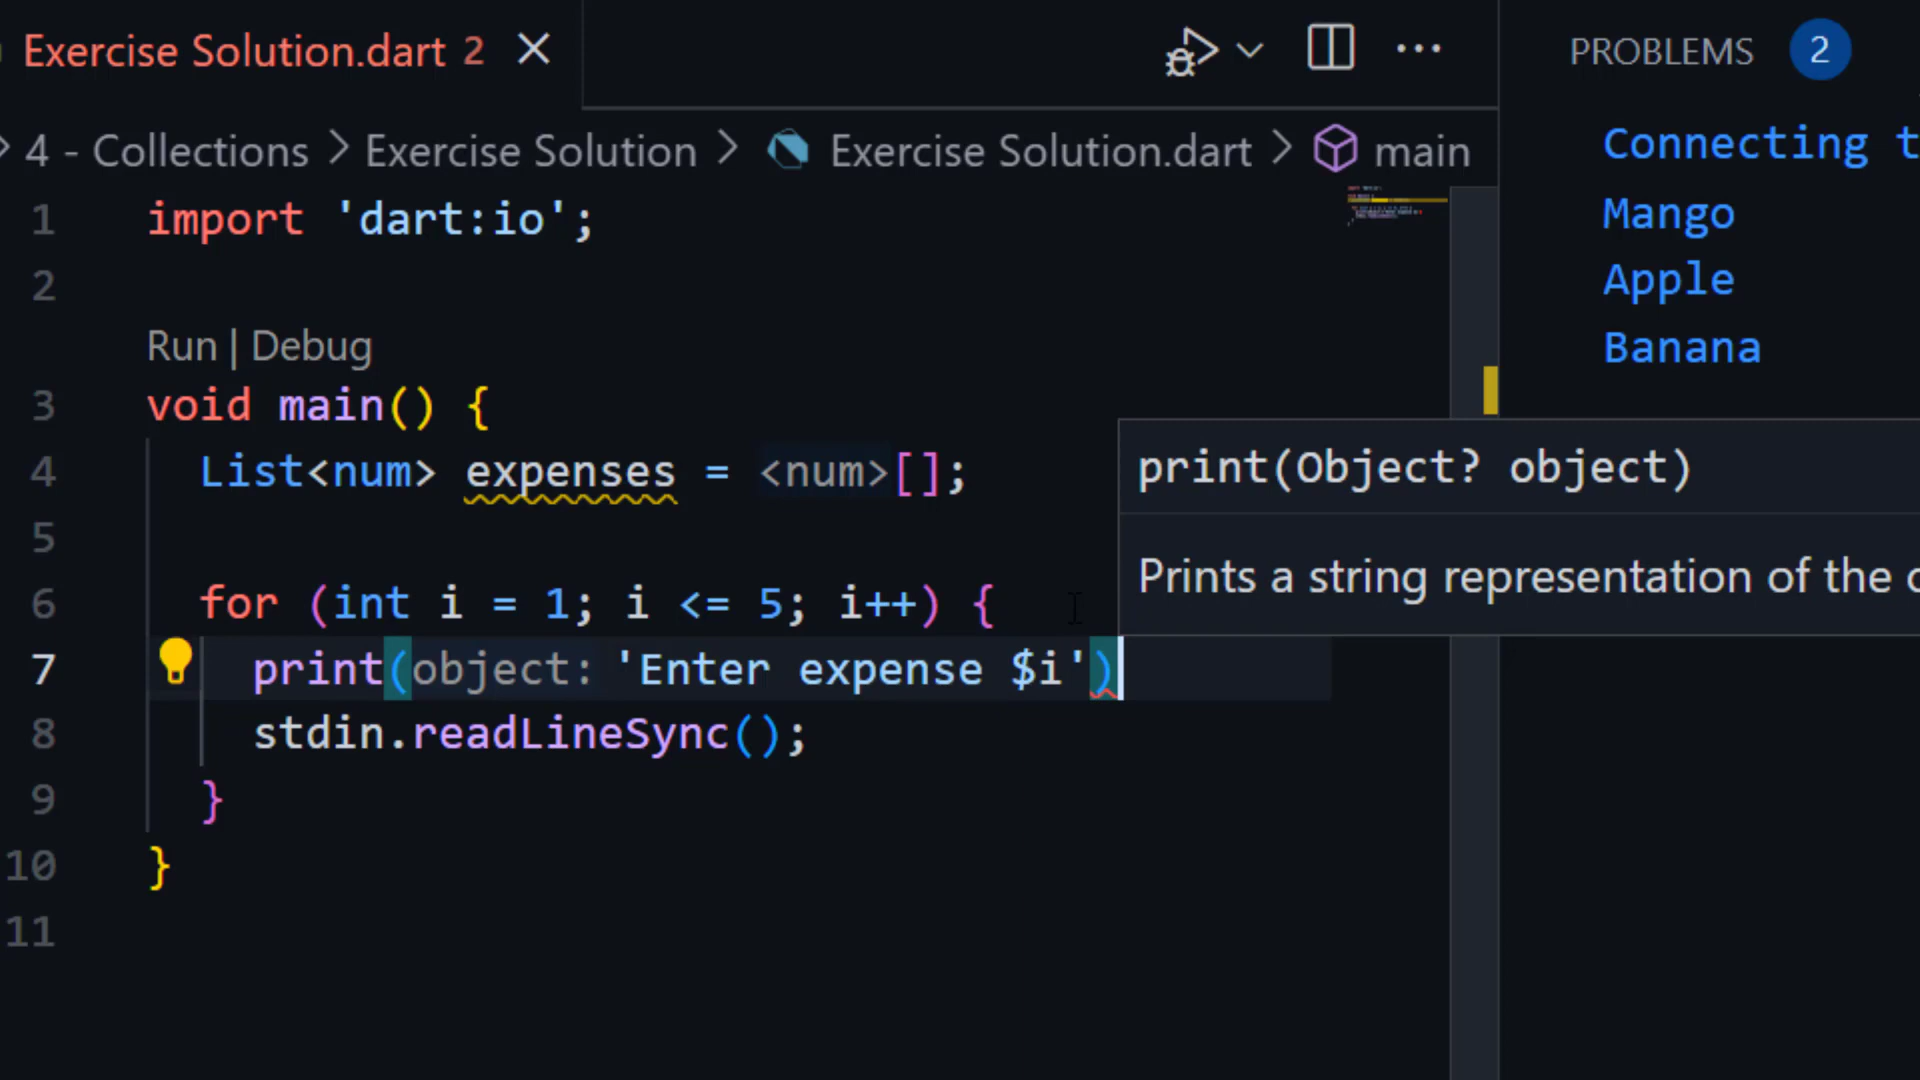 Exercise Solution.dart 2
PROBLEMS 2
4 - Collections > Exercise Solution > Exercise Solution.dart > main
1 import 'dart:io';
2
Run | Debug
3 void main() {
4 List<num> expenses = <num>[];
5
6 for (int i = 1; i <= 5; i++) {
7 print(object: 'Enter expense $i')
8 stdin.readLineSync();
9 }
10 }
11
print(Object? object)
Prints a string representation of the
Connecting
Mango
Apple
Banana